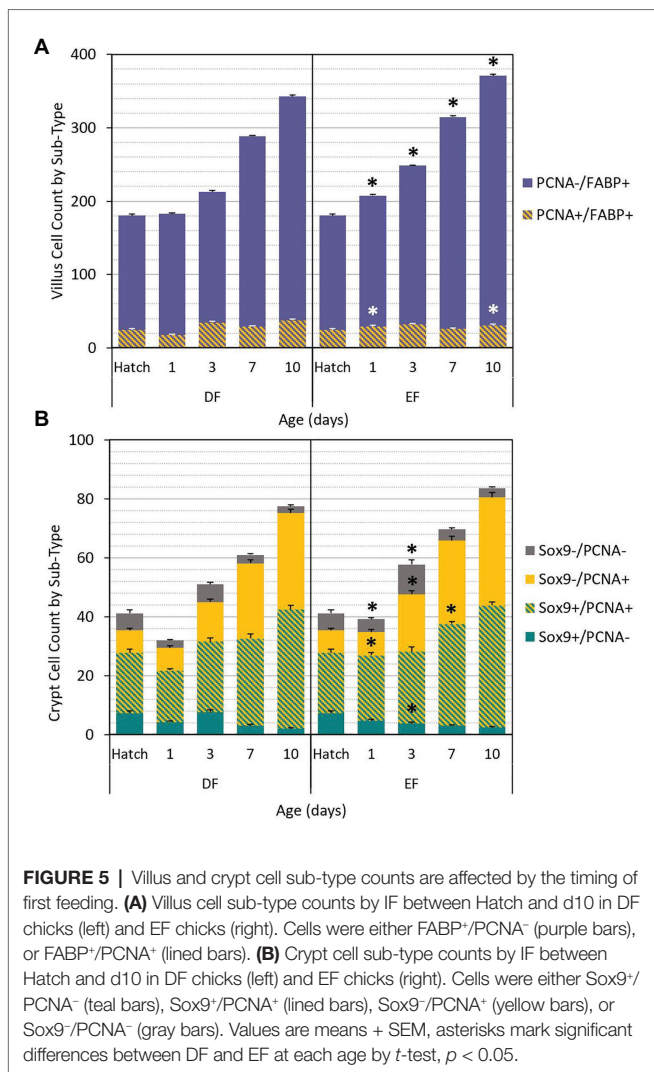 A
400
300
200
100
0
Villus Cell Count by Sub-Type
* * * *
* *
PCNA-/FABP+
PCNA+/FABP+
Hatch 1 3 7 10 Hatch 1 3 7 10
DF EF
Age (days)
B
100
80
60
40
20
0
Crypt Cell Count by Sub-Type
* * * * * *
Sox9-/PCNA-
Sox9-/PCNA+
Sox9+/PCNA+
Sox9+/PCNA-
Hatch 1 3 7 10 Hatch 1 3 7 10
DF EF
Age (days)
FIGURE 5 | Villus and crypt cell sub-type counts are affected by the timing of
first feeding. (A) Villus cell sub-type counts by IF between Hatch and d10 in DF
chicks (left) and EF chicks (right). Cells were either FABP⁺/PCNA⁻ (purple bars),
or FABP⁺/PCNA⁺ (lined bars). (B) Crypt cell sub-type counts by IF between
Hatch and d10 in DF chicks (left) and EF chicks (right). Cells were either Sox9⁺/
PCNA⁻ (teal bars), Sox9⁺/PCNA⁺ (lined bars), Sox9⁻/PCNA⁺ (yellow bars), or
Sox9⁻/PCNA⁻ (gray bars). Values are means + SEM, asterisks mark significant
differences between DF and EF at each age by t-test, p < 0.05.